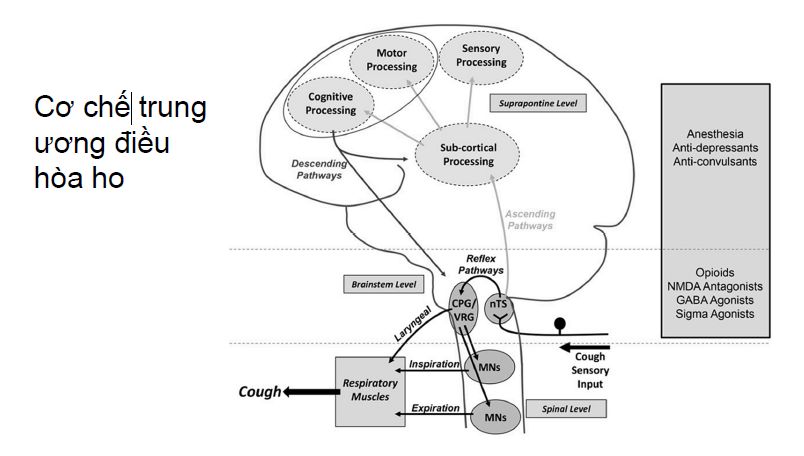 Cơ chế trung
ương điều
hòa ho
Motor
Processing
Sensory
Processing
Cognitive
Processing
Suprapontine Level
Sub-cortical
Processing
Descending
Pathways
Ascending
Pathways
Anesthesia
Anti-depressants
Anti-convulsants
Reflex
Pathways
Brainstem Level
CPG/
VRG
nTS
Opioids
NMDA Antagonists
GABA Agonists
Sigma Agonists
Laryngeal
Cough
Sensory
Input
Inspiration
MNs
Respiratory
Muscles
Cough
Expiration
MNs
Spinal Level